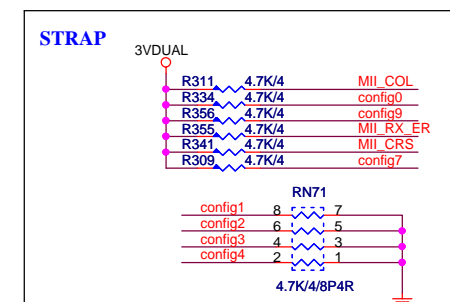 STRAP
3VDUAL
R311 4.7K/4 MII_COL
R334 4.7K/4 config0
R356 4.7K/4 config9
R355 4.7K/4 MII_RX_ER
R341 4.7K/4 MII_CRS
R309 4.7K/4 config7
RN71
config1 8 7
config2 6 5
config3 4 3
config4 2 1
4.7K/4/8P4R